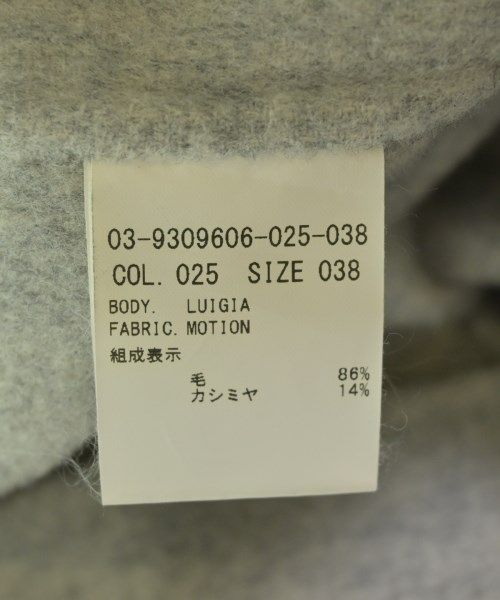 03-9309606-025-038
COL. 025 SIZE 038
BODY. LUIGIA
FABRIC. MOTION
組成表示
毛 86%
カシミヤ 14%